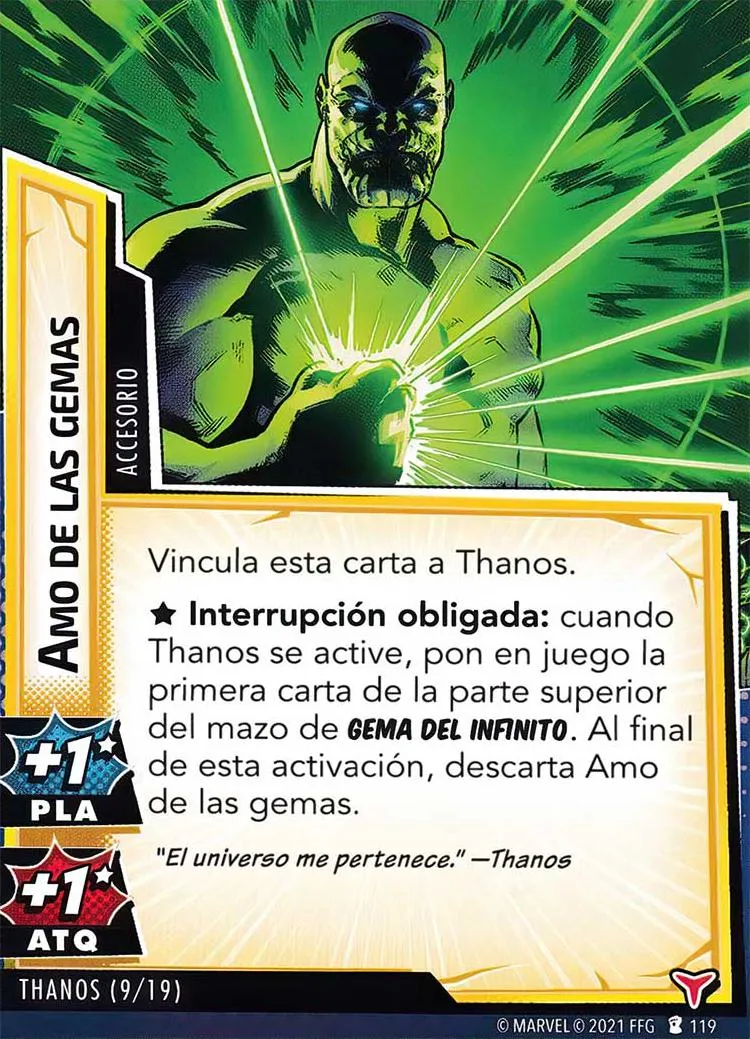 AMO DE LAS GEMAS
ACCESORIO
Vincula esta carta a Thanos.
★ Interrupción obligada: cuando
Thanos se active, pon en juego la
primera carta de la parte superior
del mazo de GEMA DEL INFINITO. Al final
de esta activación, descarta Amo
de las gemas.
"El universo me pertenece." —Thanos
+1★
PLA
+1★
ATQ
THANOS (9/19)
© MARVEL © 2021 FFG 119